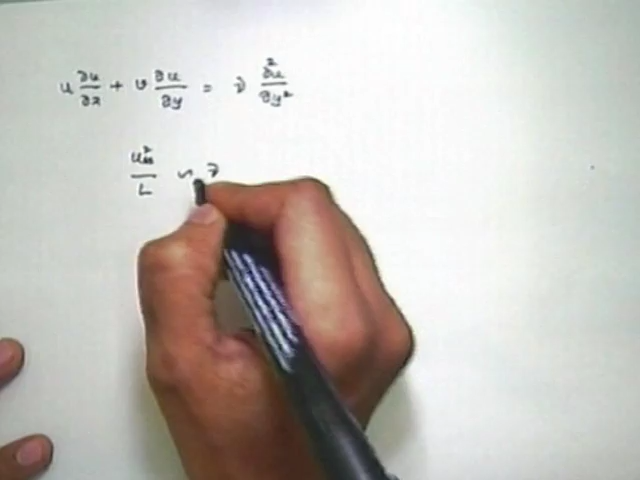 u ∂u/∂x + v ∂u/∂y = ν ∂²u/∂y²
u∞²/L ~ ν